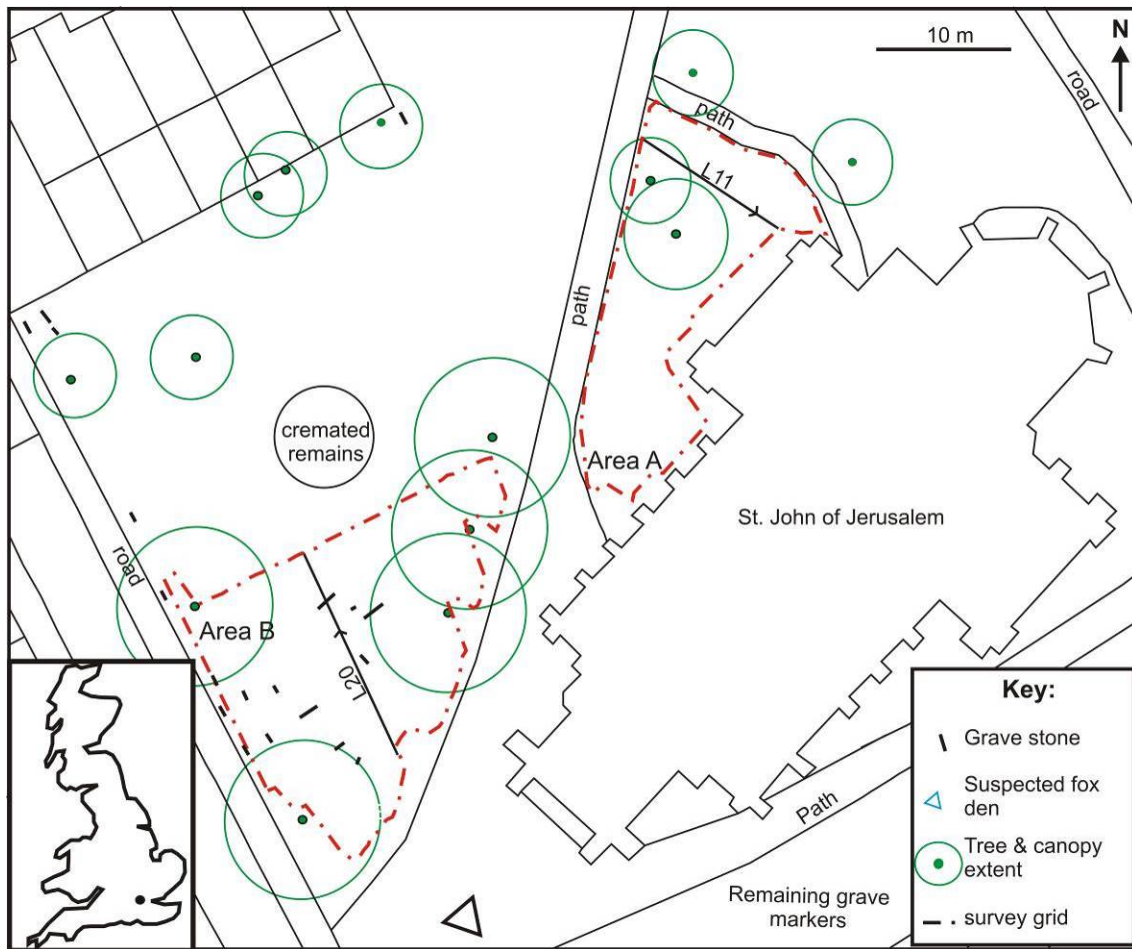 10 m
N
road
path
L11
path
Area A
cremated
remains
St. John of Jerusalem
road
Area B
L20
Path
Remaining grave
markers
Key:
Grave stone
Suspected fox
den
Tree & canopy
extent
survey grid